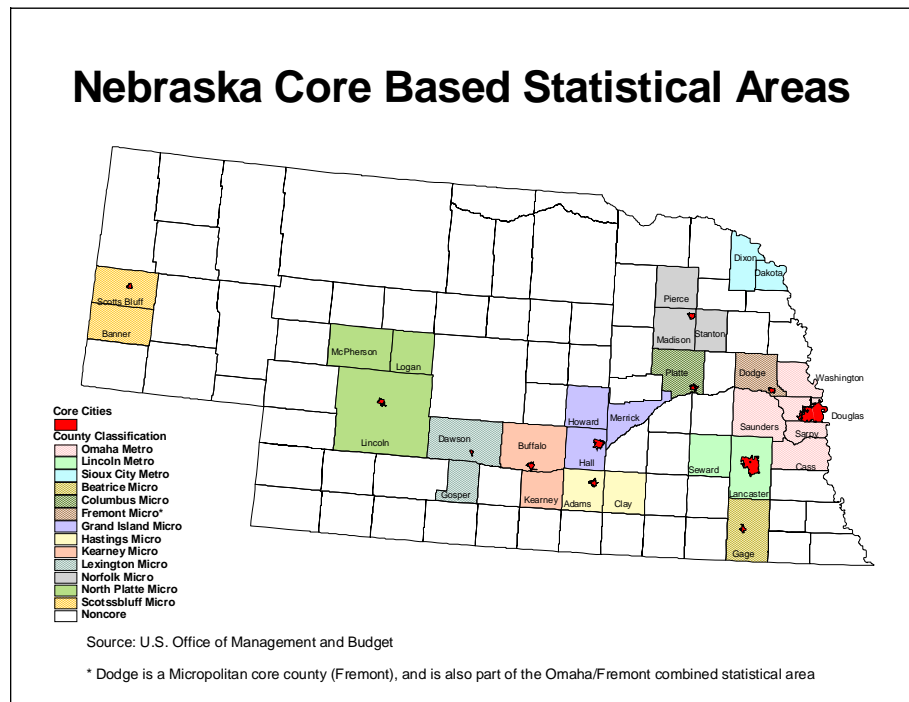 Nebraska Core Based Statistical Areas
Dixon
Dakota
Scotts Bluff
Pierce
Banner
Madison
Stanton
McPherson
Logan
Platte
Dodge
Washington
Core Cities
Howard
Merrick
Douglas
County Classification
Saunders
Sarpy
Omaha Metro
Lincoln
Dawson
Buffalo
Hall
Seward
Cass
Lincoln Metro
Sioux City Metro
Beatrice Micro
Gosper
Kearney
Adams
Clay
Lancaster
Columbus Micro
Fremont Micro*
Grand Island Micro
Hastings Micro
Kearney Micro
Gage
Lexington Micro
Norfolk Micro
North Platte Micro
Scotssbluff Micro
Noncore
Source: U.S. Office of Management and Budget
* Dodge is a Micropolitan core county (Fremont), and is also part of the Omaha/Fremont combined statistical area